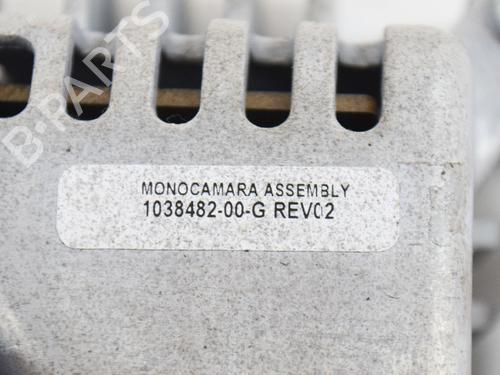 MONOCAMARA ASSEMBLY
1038482-00-G REV02
B-PARTS